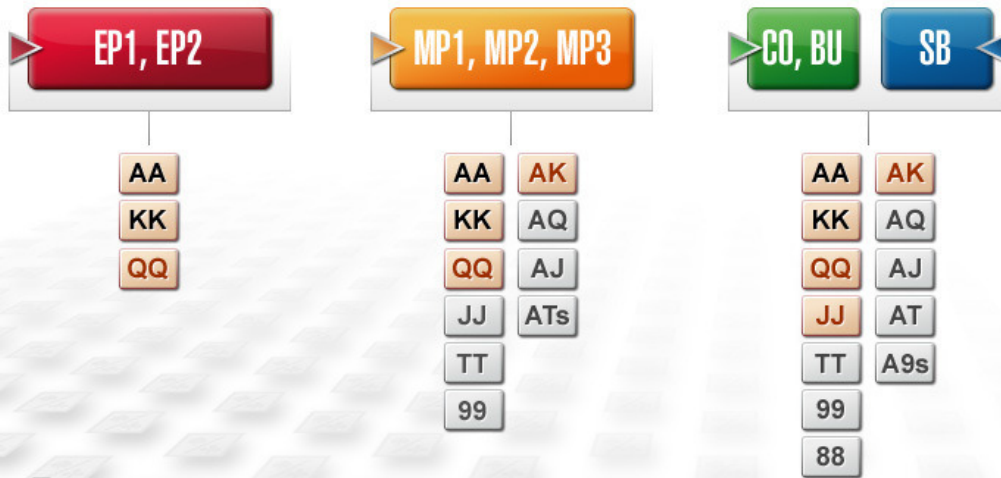 EP1, EP2
AA
KK
QQ
MP1, MP2, MP3
AA AK
KK AQ
QQ AJ
JJ ATs
TT
99
CO, BU SB
AA AK
KK AQ
QQ AJ
JJ AT
TT A9s
99
88